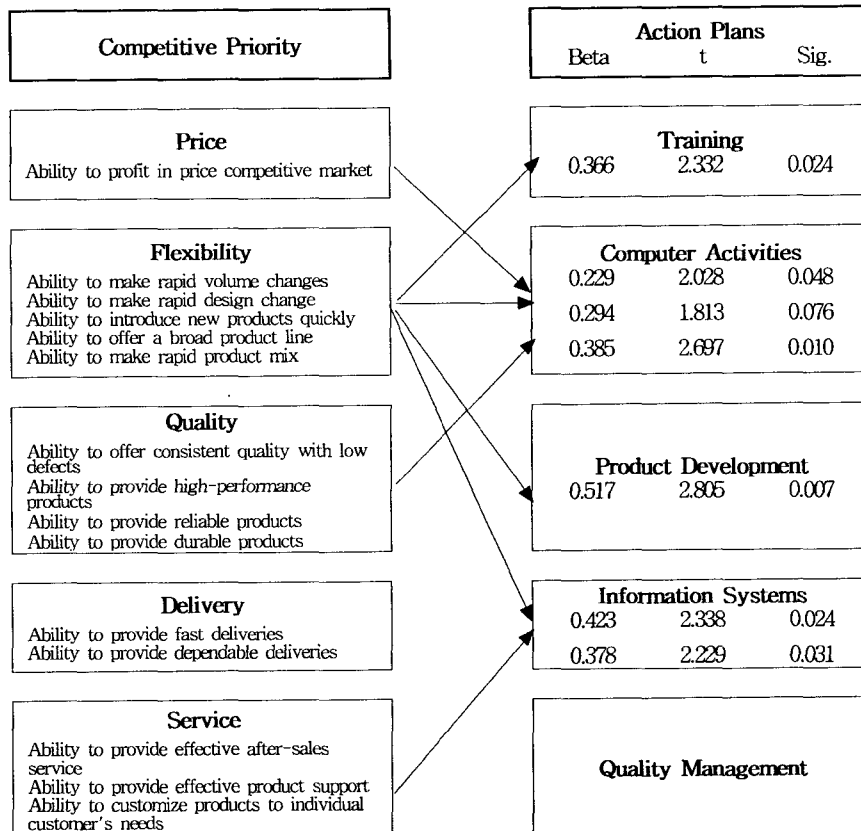 Competitive Priority
Action Plans
Beta t Sig.
Price
Ability to profit in price competitive market
Training
0.366 2.332 0.024
Flexibility
Ability to make rapid volume changes
Ability to make rapid design change
Ability to introduce new products quickly
Ability to offer a broad product line
Ability to make rapid product mix
Computer Activities
0.229 2.028 0.048
0.294 1.813 0.076
0.385 2.697 0.010
Quality
Ability to offer consistent quality with low
defects
Ability to provide high-performance
products
Ability to provide reliable products
Ability to provide durable products
Product Development
0.517 2.805 0.007
Delivery
Ability to provide fast deliveries
Ability to provide dependable deliveries
Information Systems
0.423 2.338 0.024
0.378 2.229 0.031
Service
Ability to provide effective after-sales
service
Ability to provide effective product support
Ability to customize products to individual
customer's needs
Quality Management